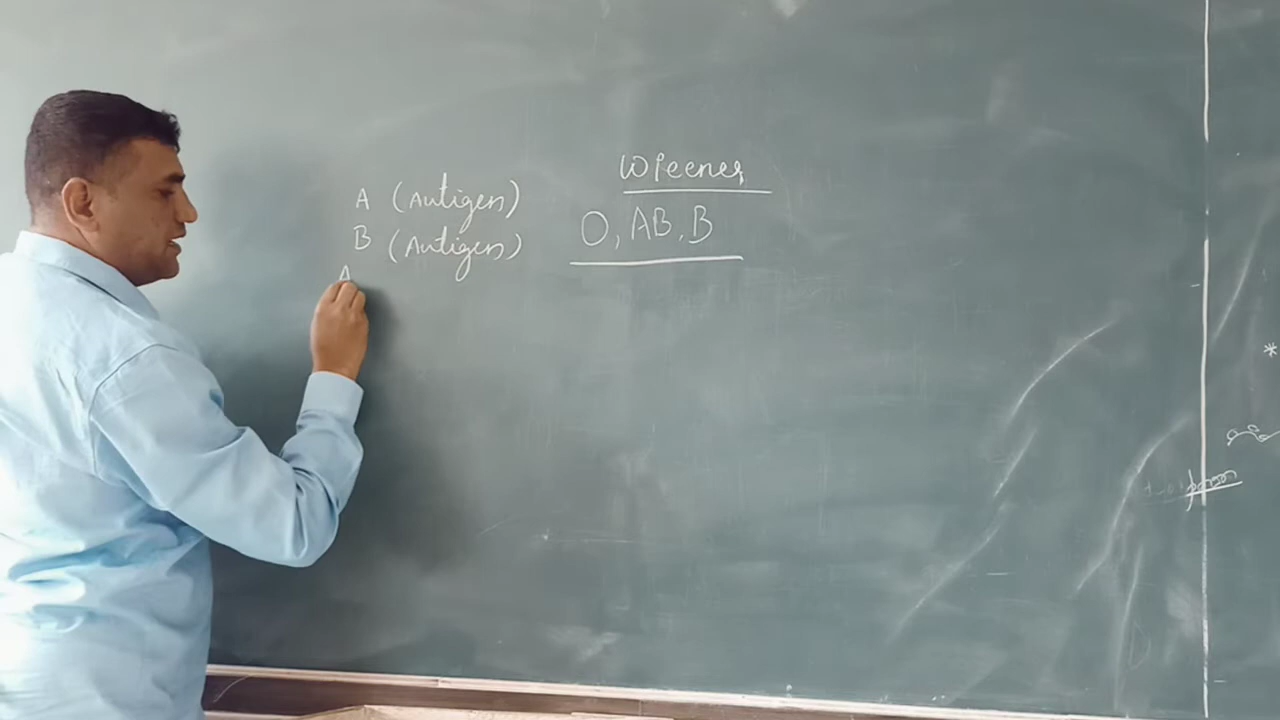 Wieener
A (Antigen)
O, AB, B
B (Antigen)
A